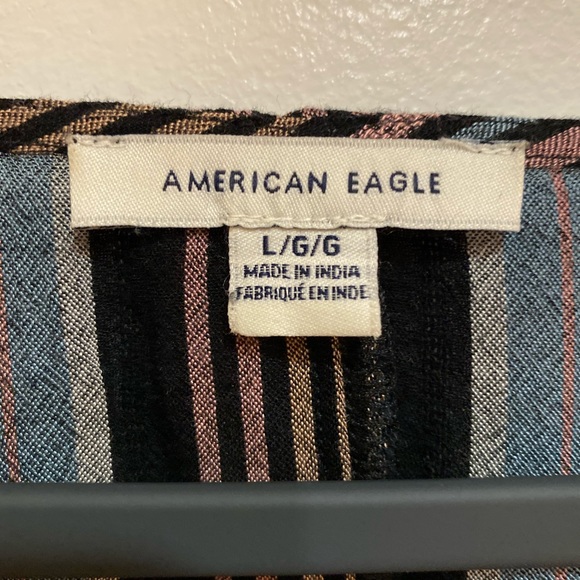 AMERICAN EAGLE
L/G/G
MADE IN INDIA
FABRIQUÉ EN INDE